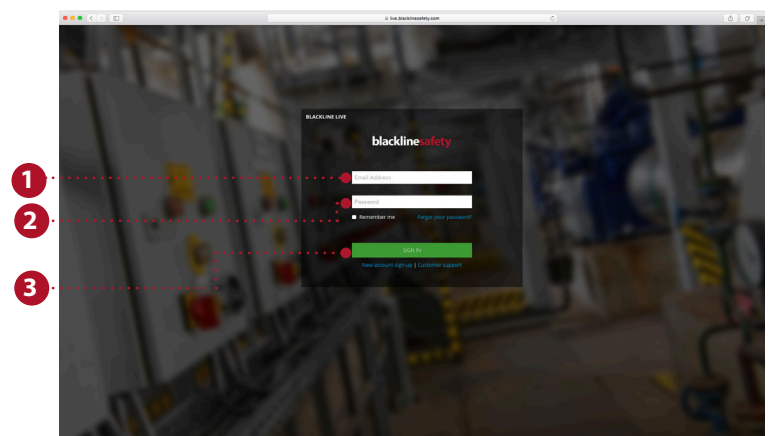 live.blacklinesafety.com
BLACKLINE LIVE
blacklinesafety
1
Email Address
2
Password
Remember me Forgot your password?
3
SIGN IN
New account sign-up | Customer support